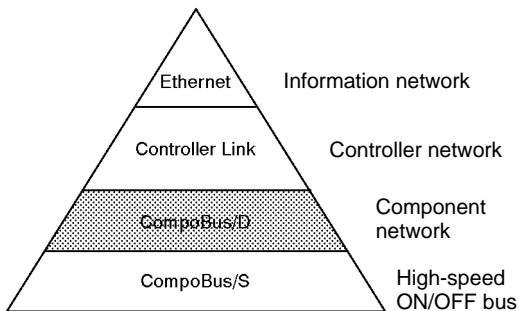 Ethernet Information network
Controller Link Controller network
CompoBus/D Component
network
CompoBus/S High-speed
ON/OFF bus